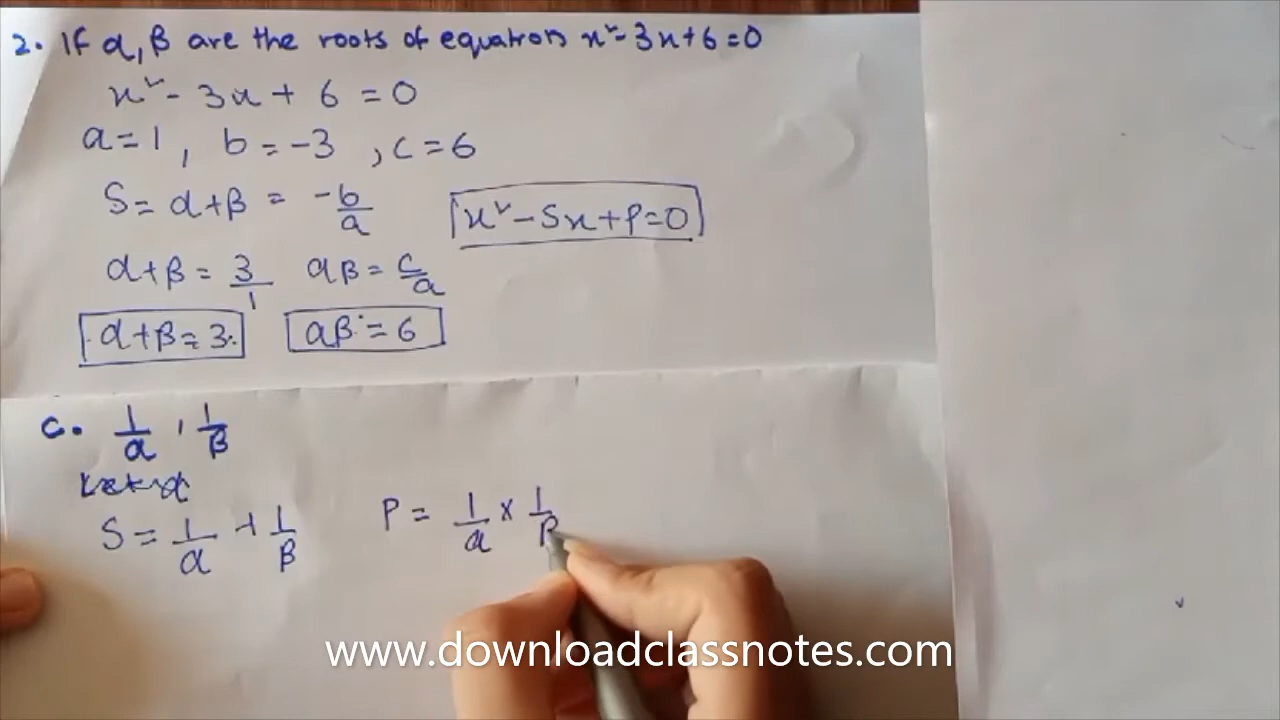 2. If α, β are the roots of equation x² - 3x + 6 = 0
x² - 3x + 6 = 0
a = 1, b = -3, c = 6
S = α + β = -b/a
x² - Sx + P = 0
α + β = 3/1 αβ = c/a
α + β = 3. αβ = 6
c. 1/α, 1/β
S = 1/α + 1/β P = 1/α × 1/β
www.downloadclassnotes.com